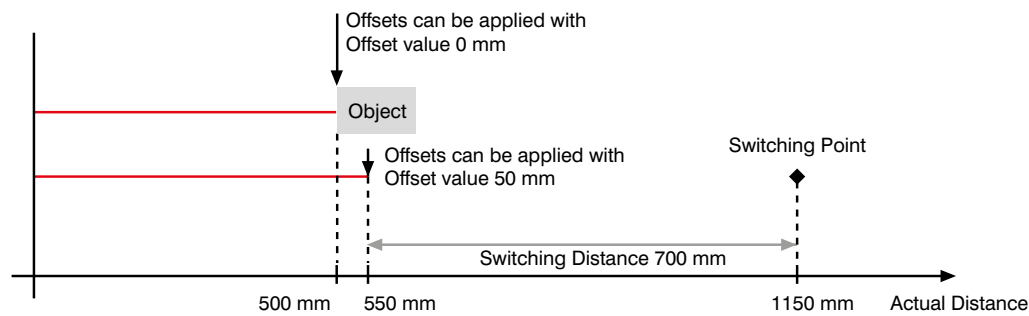 Offsets can be applied with
Offset value 0 mm
Object
Offsets can be applied with
Offset value 50 mm
Switching Point
Switching Distance 700 mm
500 mm
550 mm
1150 mm
Actual Distance